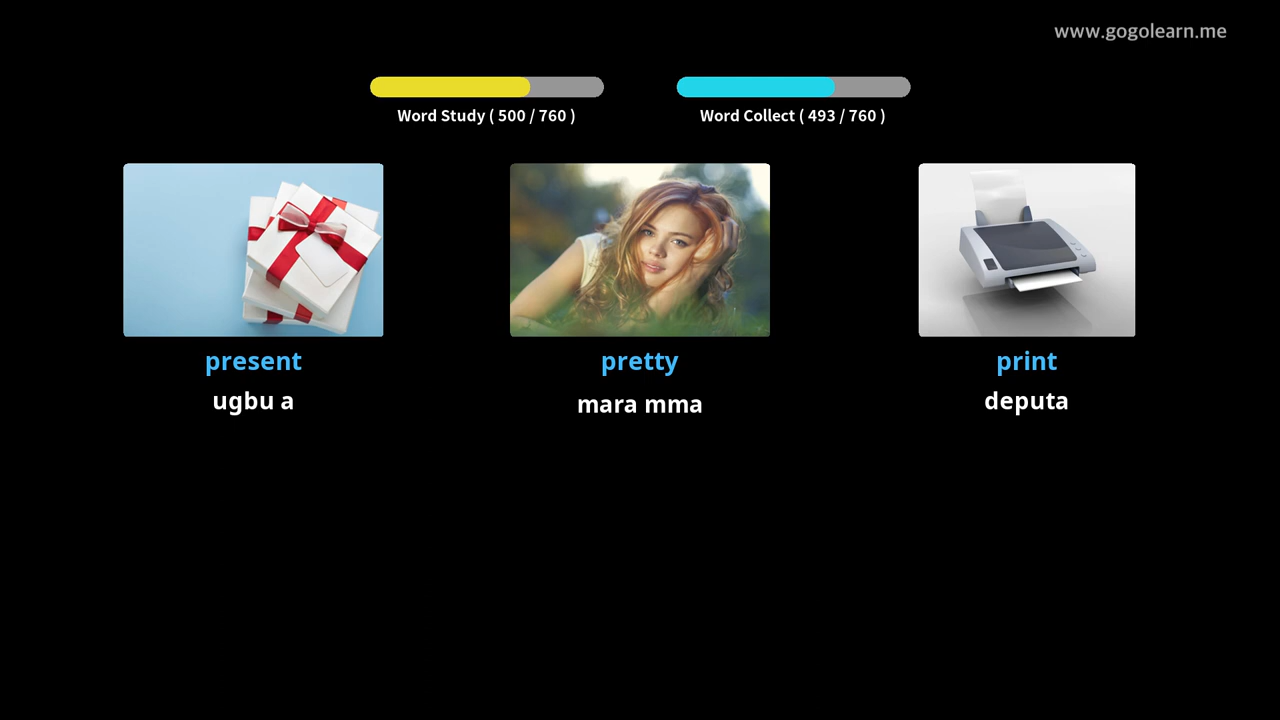 www.gogolearn.me
Word Study ( 500 / 760 )
Word Collect ( 493 / 760 )
present
ugbu a
pretty
mara mma
print
deputa